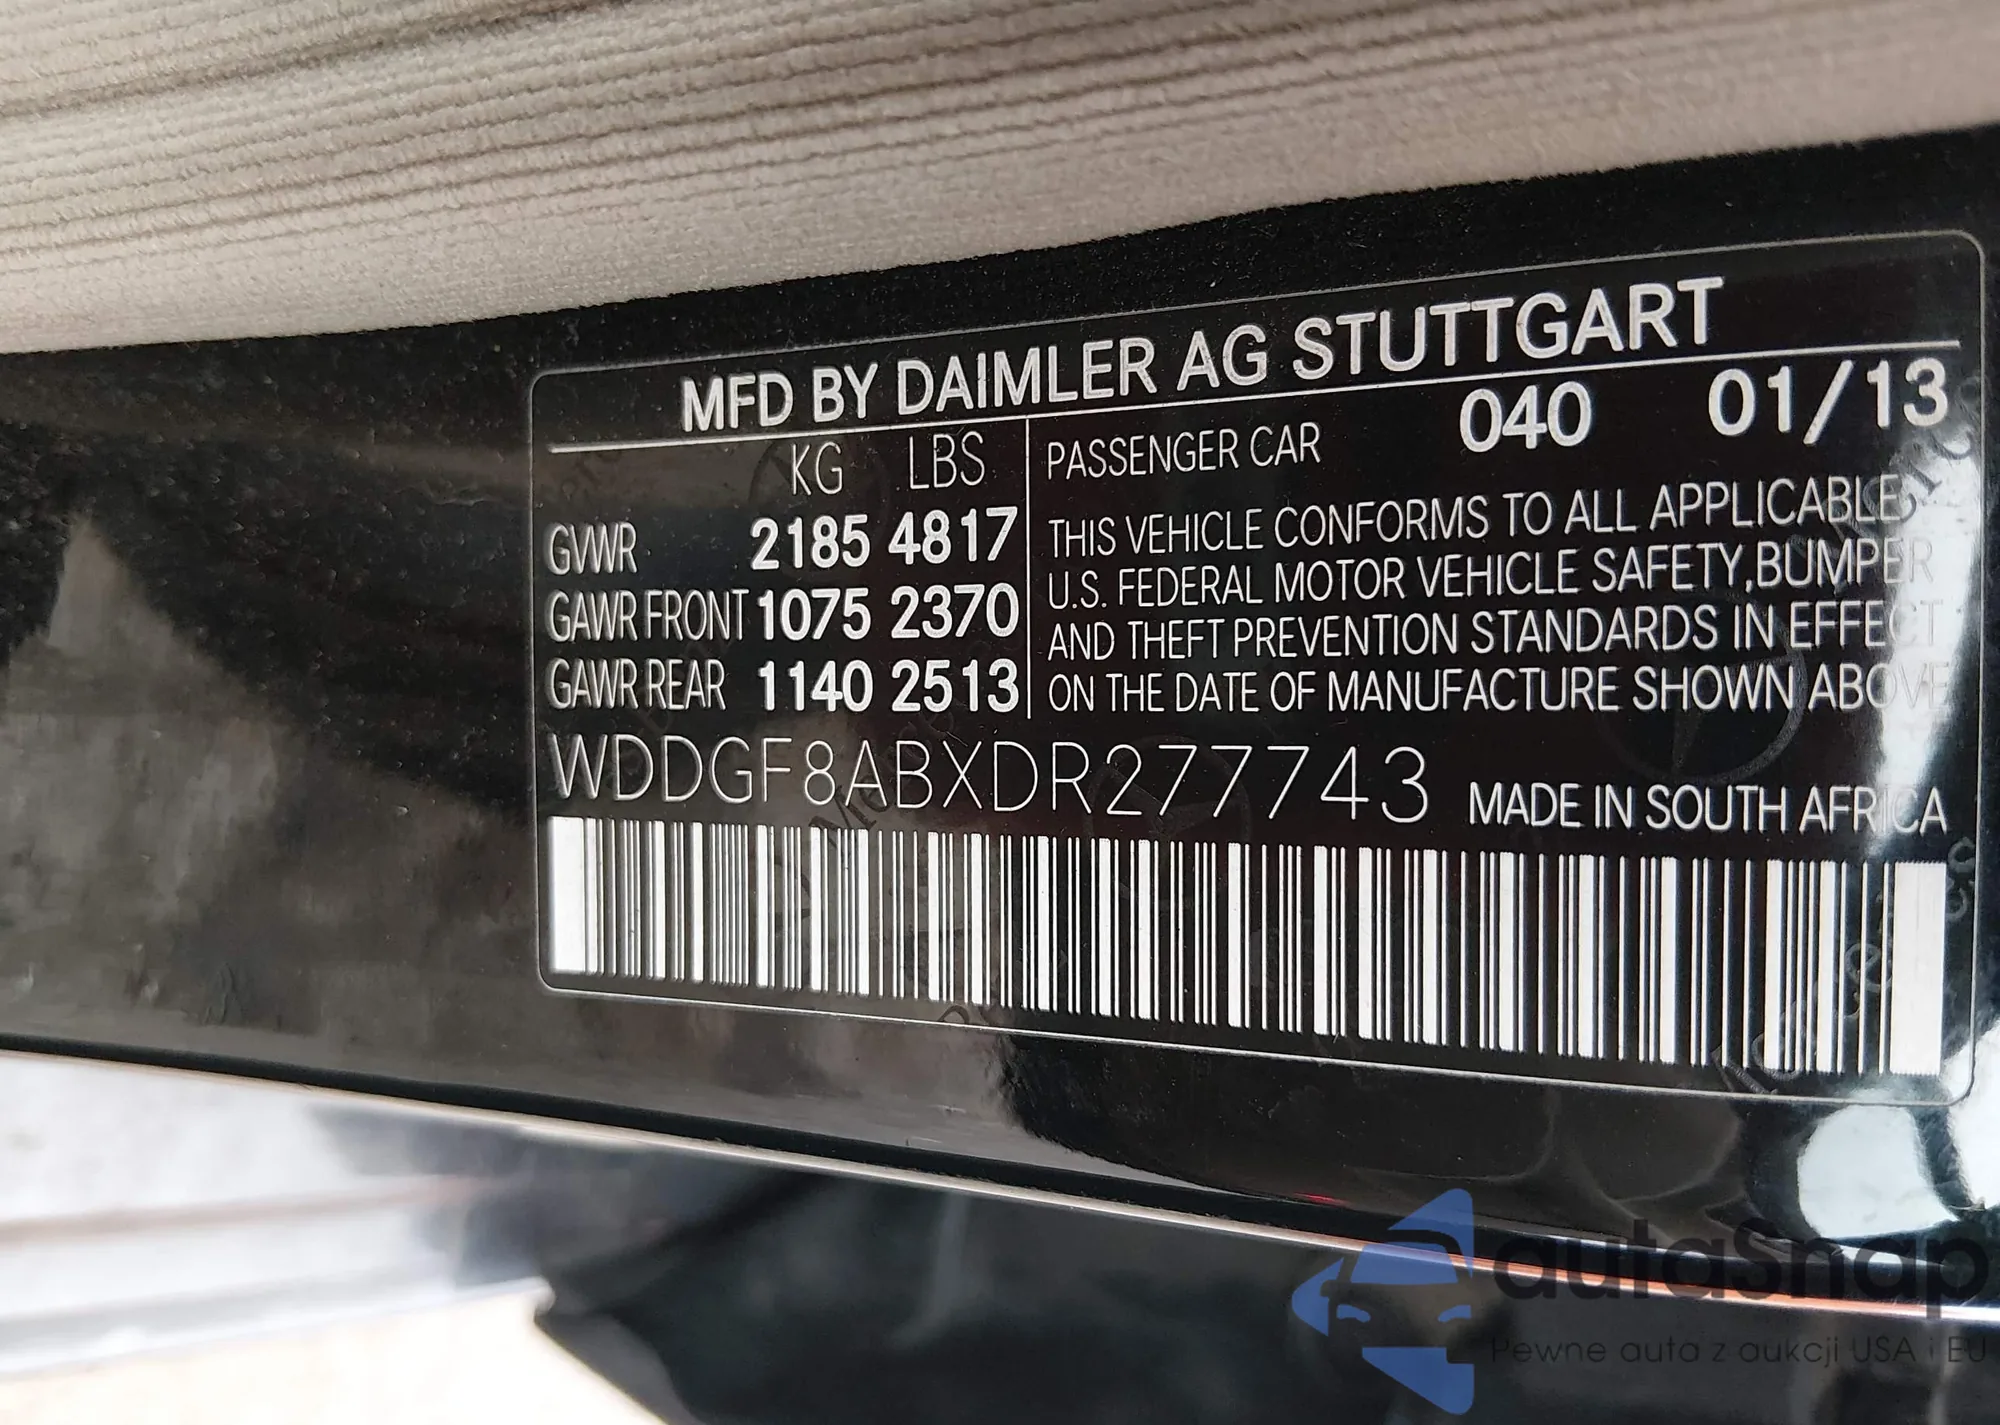 MFD BY DAIMLER AG STUTTGART
KG LBS
GVWR 2185 4817
GAWR FRONT 1075 2370
GAWR REAR 1140 2513
PASSENGER CAR 040 01/13
THIS VEHICLE CONFORMS TO ALL APPLICABLE
U.S. FEDERAL MOTOR VEHICLE SAFETY,BUMPER
AND THEFT PREVENTION STANDARDS IN EFFECT
ON THE DATE OF MANUFACTURE SHOWN ABOVE
WDDGF8ABXDR277743
MADE IN SOUTH AFRICA
autaSnap
Pewne auta z aukcji USA i EU